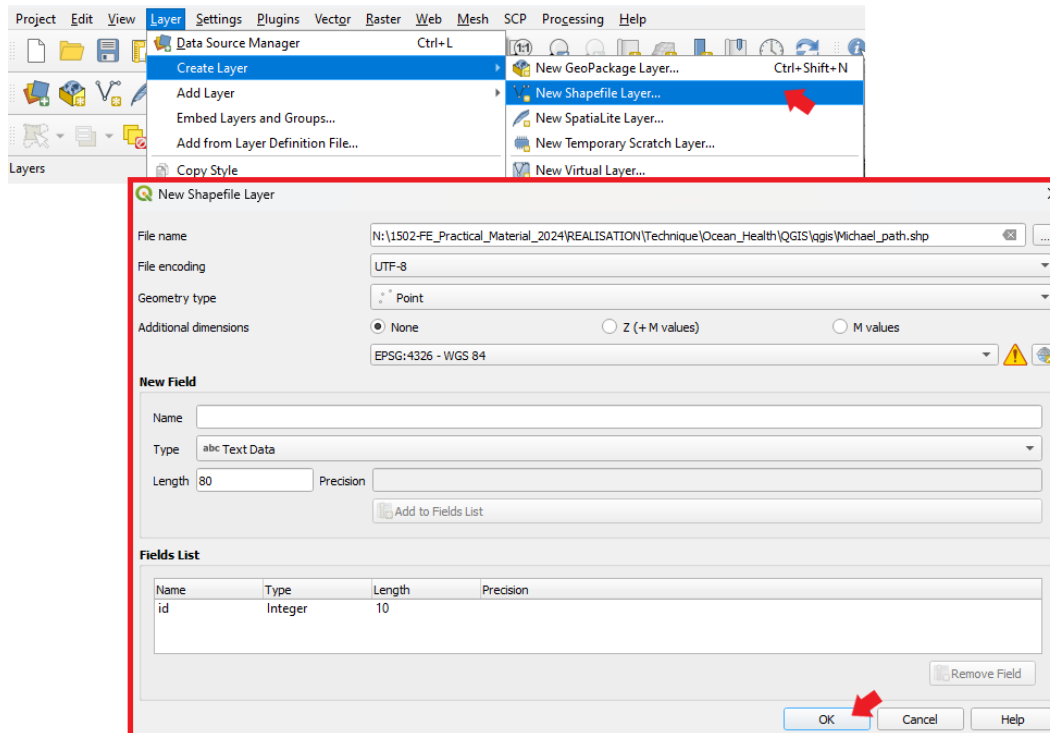 Project Edit View Layer Settings Plugins Vector Raster Web Mesh SCP Processing Help
Data Source Manager Ctrl+L
Create Layer
New GeoPackage Layer... Ctrl+Shift+N
Add Layer
New Shapefile Layer...
Embed Layers and Groups...
New SpatiaLite Layer...
Add from Layer Definition File...
New Temporary Scratch Layer...
Layers
Copy Style
New Virtual Layer...
New Shapefile Layer
File name N:\1502-FE_Practical_Material_2024\REALISATION\Technique\Ocean_Health\QGIS\qgis\Michael_path.shp ...
File encoding UTF-8
Geometry type Point
Additional dimensions None Z (+ M values) M values
EPSG:4326 - WGS 84
New Field
Name
Type abc Text Data
Length 80 Precision
Add to Fields List
Fields List
Name Type Length Precision
id Integer 10
Remove Field
OK Cancel Help